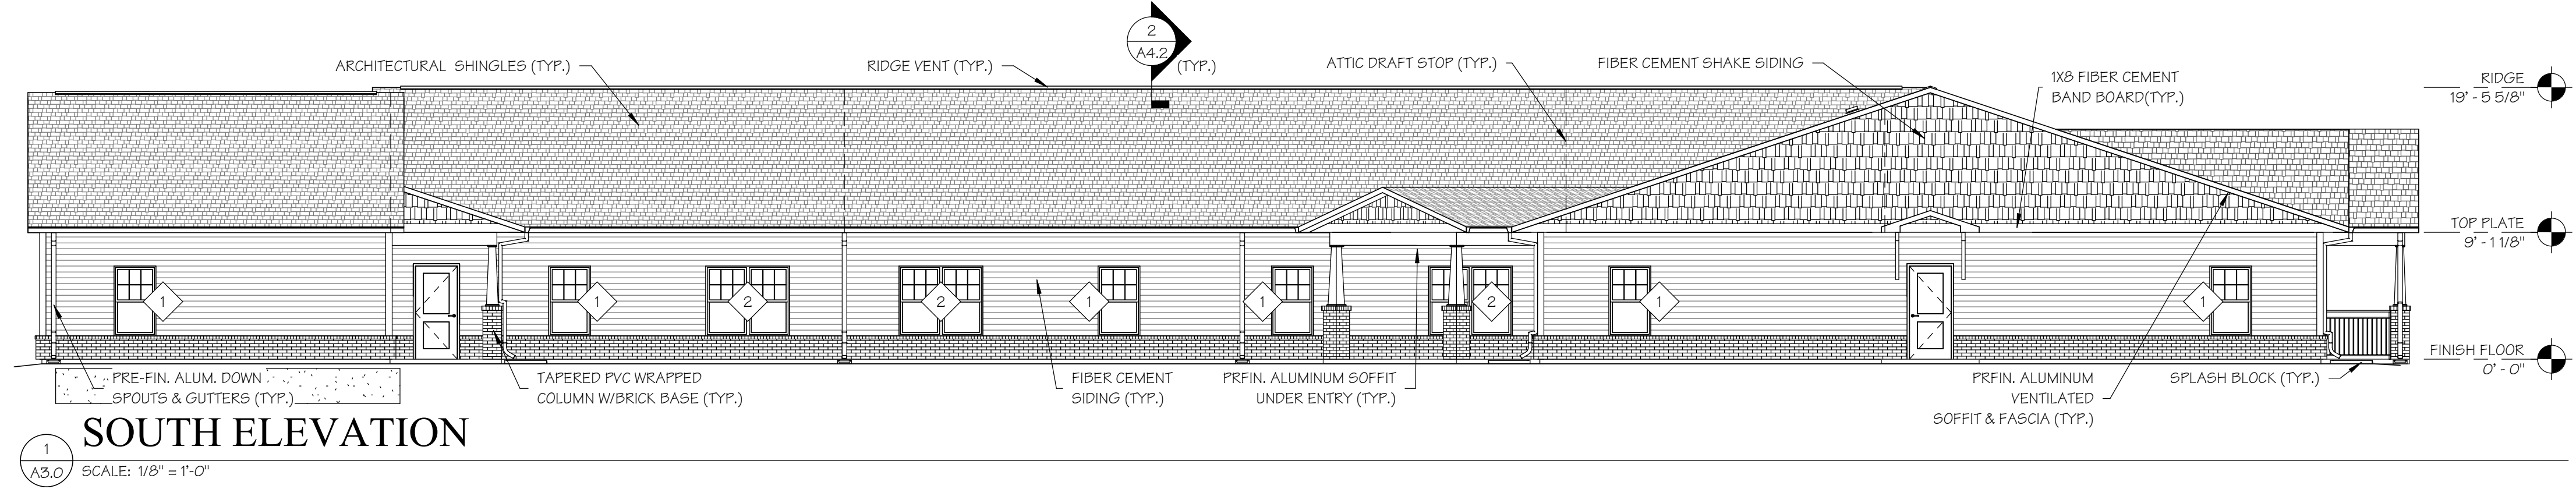 2
A4.2
(TYP.)
ARCHITECTURAL SHINGLES (TYP.)
RIDGE VENT (TYP.)
ATTIC DRAFT STOP (TYP.)
FIBER CEMENT SHAKE SIDING
1X8 FIBER CEMENT
BAND BOARD(TYP.)
RIDGE
19' - 5 5/8"
TOP PLATE
9' - 1 1/8"
1
1
2
2
1
1
2
1
1
FINISH FLOOR
0' - 0"
PRE-FIN. ALUM. DOWN
SPOUTS & GUTTERS (TYP.)
TAPERED PVC WRAPPED
COLUMN W/BRICK BASE (TYP.)
FIBER CEMENT
SIDING (TYP.)
PRFIN. ALUMINUM SOFFIT
UNDER ENTRY (TYP.)
PRFIN. ALUMINUM
VENTILATED
SOFFIT & FASCIA (TYP.)
SPLASH BLOCK (TYP.)
1
A3.0
SOUTH ELEVATION
SCALE: 1/8" = 1'-0"